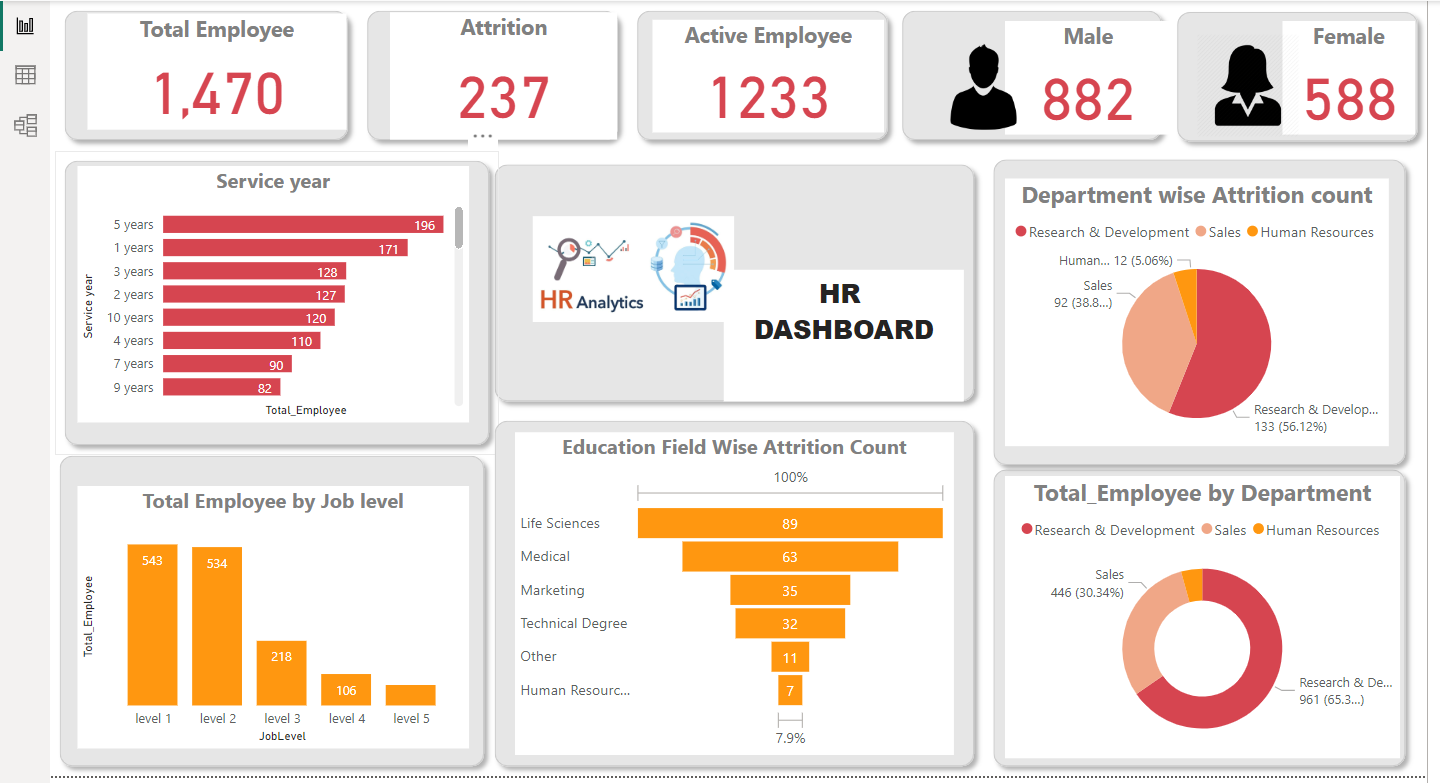 Total Employee
1,470
Attrition
237
...
Active Employee
1233
Male
882
Female
588
Service year
Service year
5 years 196
1 years 171
3 years 128
2 years 127
10 years 120
4 years 110
7 years 90
9 years 82
Total_Employee
HR Analytics
HR
DASHBOARD
Department wise Attrition count
Research & Development Sales Human Resources
Human... 12 (5.06%)
Sales
92 (38.8...)
Research & Develop...
133 (56.12%)
Total Employee by Job level
Total_Employee
543
534
218
106
level 1 level 2 level 3 level 4 level 5
JobLevel
Education Field Wise Attrition Count
100%
Life Sciences 89
Medical 63
Marketing 35
Technical Degree 32
Other 11
Human Resourc... 7
7.9%
Total_Employee by Department
Research & Development Sales Human Resources
Sales
446 (30.34%)
Research & De...
961 (65.3...)